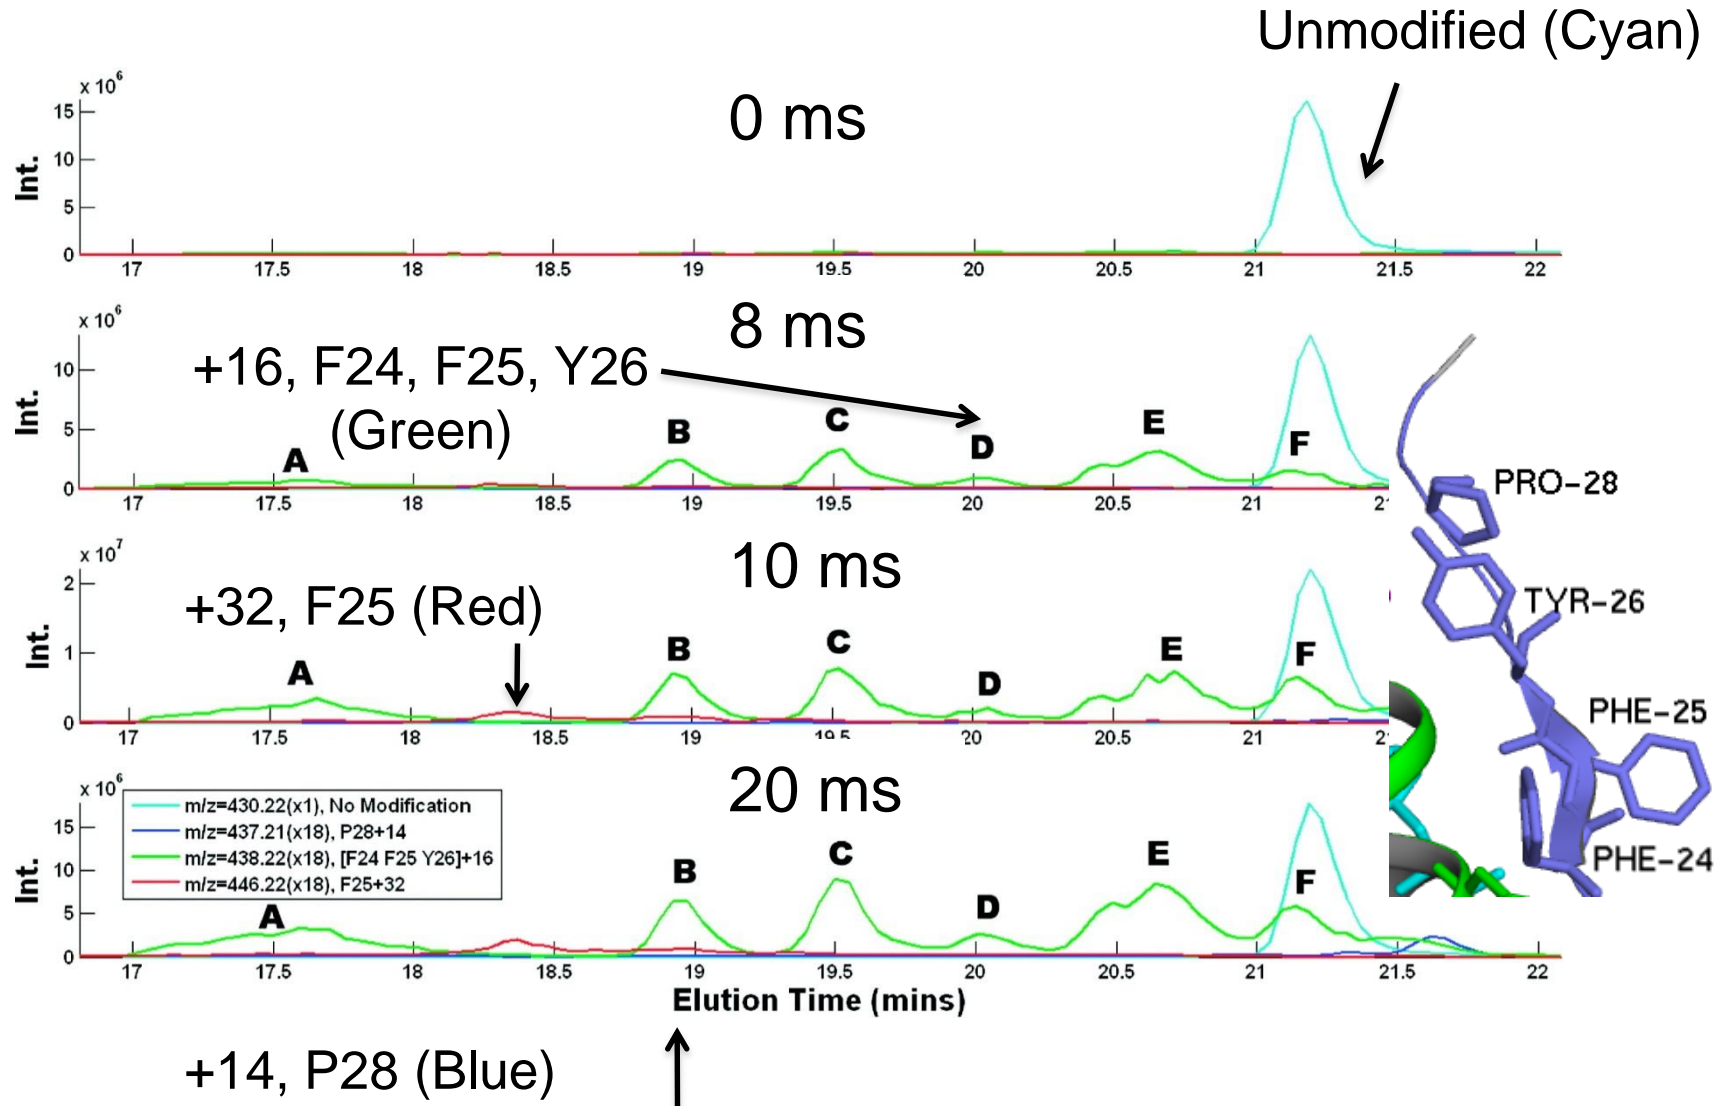 Unmodified (Cyan)
x 10^6
0 ms
Int.
15
10
5
0
17 17.5 18 18.5 19 19.5 20 20.5 21 21.5 22
x 10^6
8 ms
+16, F24, F25, Y26
(Green)
Int.
10
5
0
A B C D E F
17 17.5 18 18.5 19 19.5 20 20.5 21
PRO-28
x 10^7
10 ms
+32, F25 (Red)
Int.
2
1
0
A B C D E F
17 17.5 18 18.5 19 19.5 20 20.5 21
TYR-26
PHE-25
PHE-24
x 10^6
20 ms
m/z=430.22(x1), No Modification
m/z=437.21(x18), P28+14
m/z=438.22(x18), [F24 F25 Y26]+16
m/z=446.22(x18), F25+32
Int.
15
10
5
0
A B C D E F
17 17.5 18 18.5 19 19.5 20 20.5 21 21.5 22
Elution Time (mins)
+14, P28 (Blue)